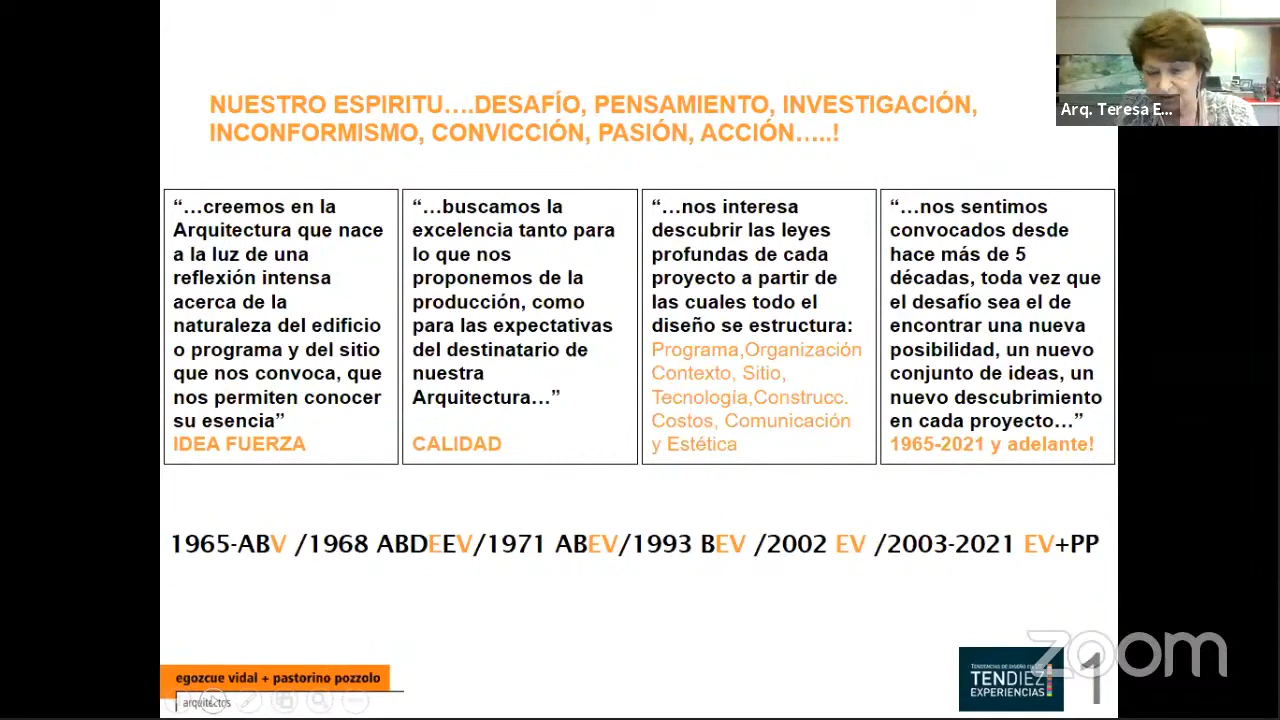 NUESTRO ESPIRITU....DESAFÍO, PENSAMIENTO, INVESTIGACIÓN,
INCONFORMISMO, CONVICCIÓN, PASIÓN, ACCIÓN.....!
Arq. Teresa E...
“...creemos en la
Arquitectura que nace
a la luz de una
reflexión intensa
acerca de la
naturaleza del edificio
o programa y del sitio
que nos convoca, que
nos permiten conocer
su esencia”
IDEA FUERZA
“...buscamos la
excelencia tanto para
lo que nos
proponemos de la
producción, como
para las expectativas
del destinatario de
nuestra
Arquitectura...”
CALIDAD
“...nos interesa
descubrir las leyes
profundas de cada
proyecto a partir de
las cuales todo el
diseño se estructura:
Programa,Organización
Contexto, Sitio,
Tecnología,Construcc.
Costos, Comunicación
y Estética
“...nos sentimos
convocados desde
hace más de 5
décadas, toda vez que
el desafío sea el de
encontrar una nueva
posibilidad, un nuevo
conjunto de ideas, un
nuevo descubrimiento
en cada proyecto...”
1965-2021 y adelante!
1965-ABV /1968 ABDEEV/1971 ABEV/1993 BEV /2002 EV /2003-2021 EV+PP
egozcue vidal + pastorino pozzolo
arquitectos
TENDIEZ
EXPERIENCIAS
1
zoom